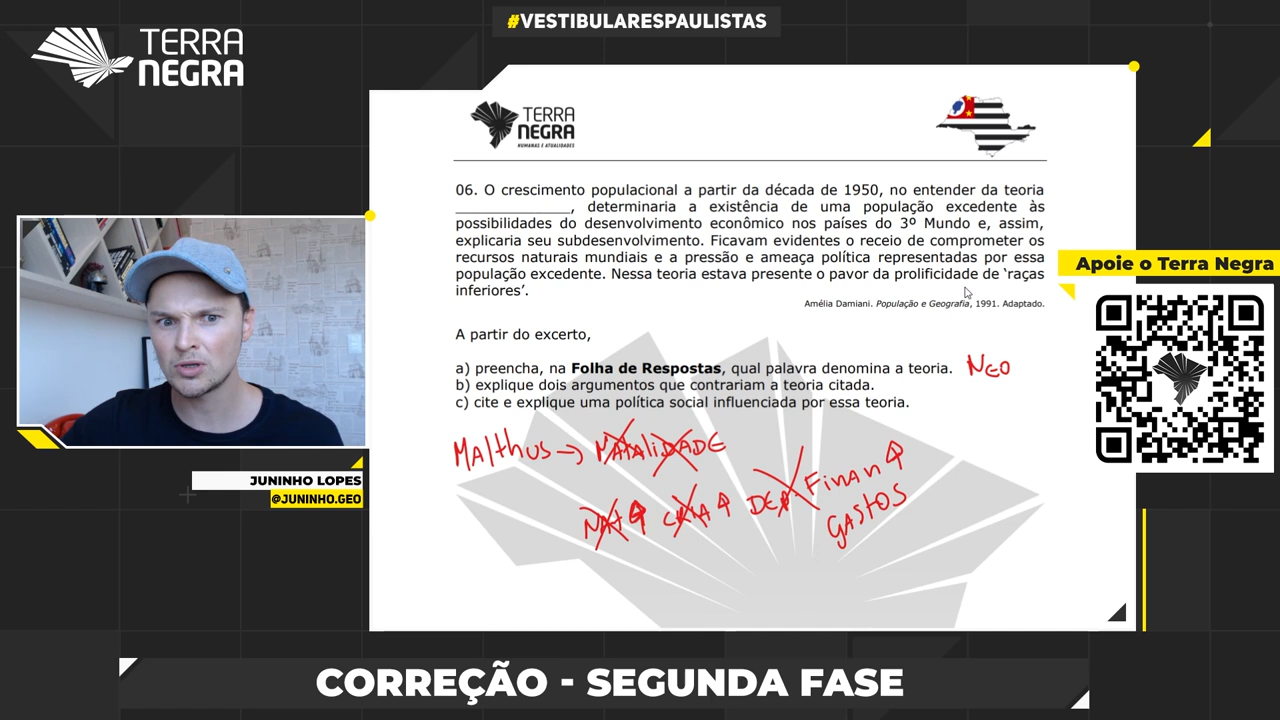 #VESTIBULARESPAULISTAS
TERRA
NEGRA
TERRA
NEGRA
HUMANAS E ATUALIDADES
06. O crescimento populacional a partir da década de 1950, no entender da teoria
_______________, determinaria a existência de uma população excedente às
possibilidades do desenvolvimento econômico nos países do 3º Mundo e, assim,
explicaria seu subdesenvolvimento. Ficavam evidentes o receio de comprometer os
recursos naturais mundiais e a pressão e ameaça política representadas por essa
população excedente. Nessa teoria estava presente o pavor da prolificidade de ‘raças
inferiores’.
Amélia Damiani. População e Geografia, 1991. Adaptado.
A partir do excerto,
a) preencha, na Folha de Respostas, qual palavra denomina a teoria. NEO
b) explique dois argumentos que contrariam a teoria citada.
c) cite e explique uma política social influenciada por essa teoria.
Malthus → NATALIDADE
Finan ↑
GASTOS
Apoie o Terra Negra
JUNINHO LOPES
@JUNINHO.GEO
CORREÇÃO - SEGUNDA FASE